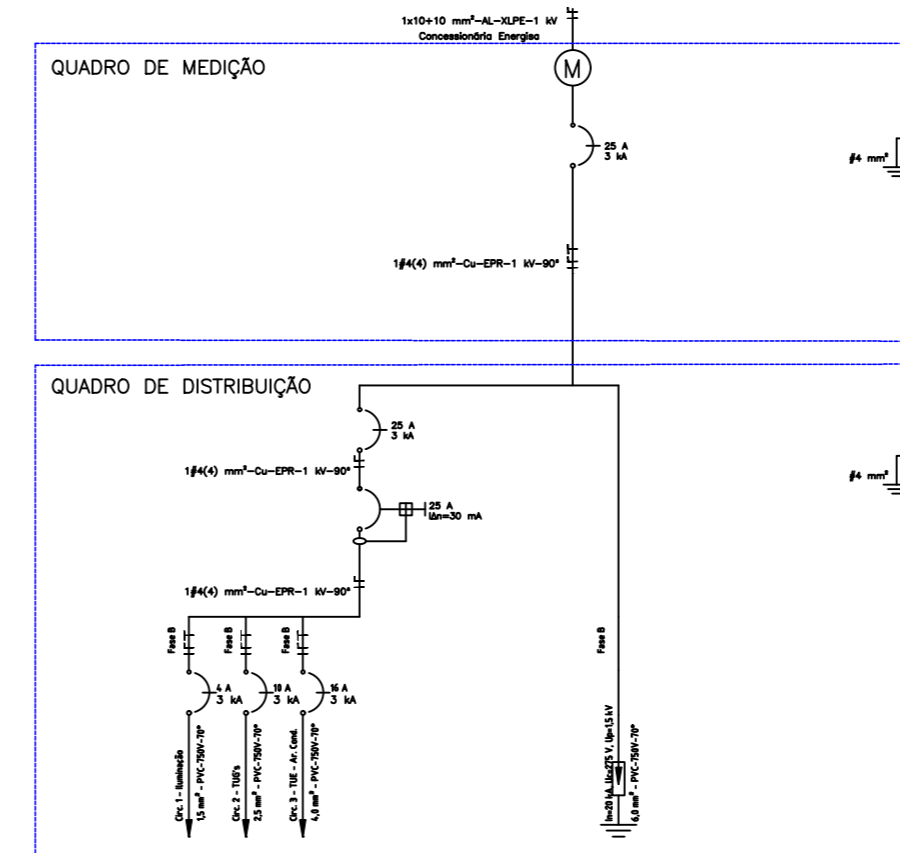 1x10+10 mm²-AL-XLPE-1 kV
Concessionária Energisa
QUADRO DE MEDIÇÃO
M
25 A
3 kA
#4 mm²
1#4(4) mm²-Cu-EPR-1 kV-90°
QUADRO DE DISTRIBUIÇÃO
25 A
3 kA
1#4(4) mm²-Cu-EPR-1 kV-90°
#4 mm²
25 A
IΔn=30 mA
1#4(4) mm²-Cu-EPR-1 kV-90°
Fase B
Fase B
Fase B
Fase B
4 A
3 kA
10 A
3 kA
16 A
3 kA
Circ. 1 - Iluminação
1,5 mm² - PVC-750V-70°
Circ. 2 - TUG's
2,5 mm² - PVC-750V-70°
Circ. 3 - TUE - Ar. Cond.
4,0 mm² - PVC-750V-70°
In=20 kA, Uc=275 V, Up=1,5 kV
6,0 mm² - PVC-750V-70°